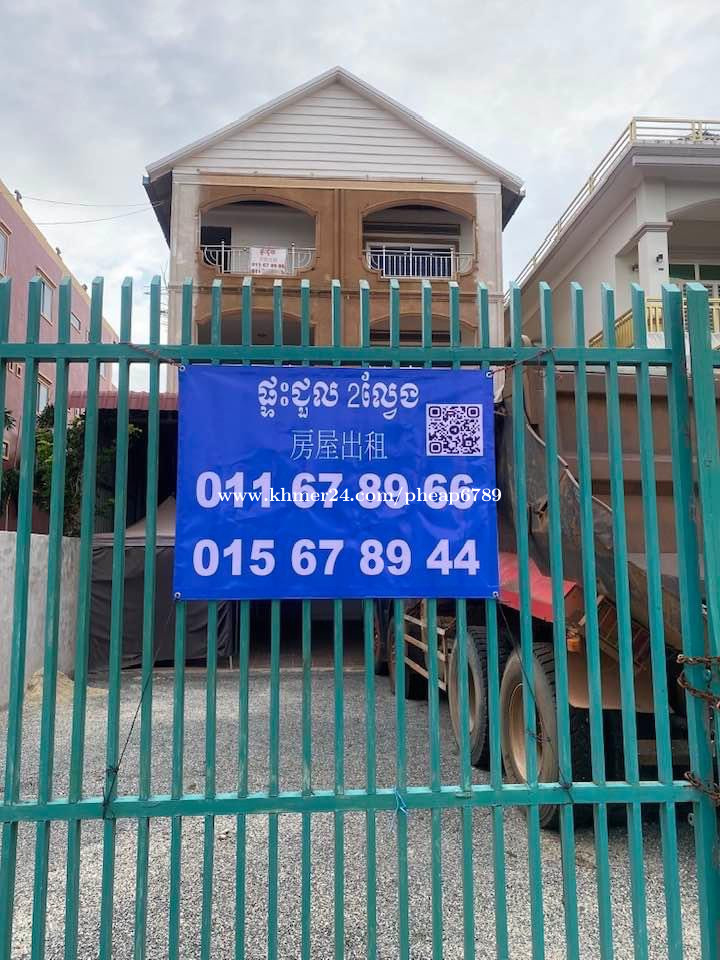 ផ្ទះជួល 2ល្វែង
房屋出租
011 67 89 66
www.khmer24.com/pheap6789
015 67 89 44